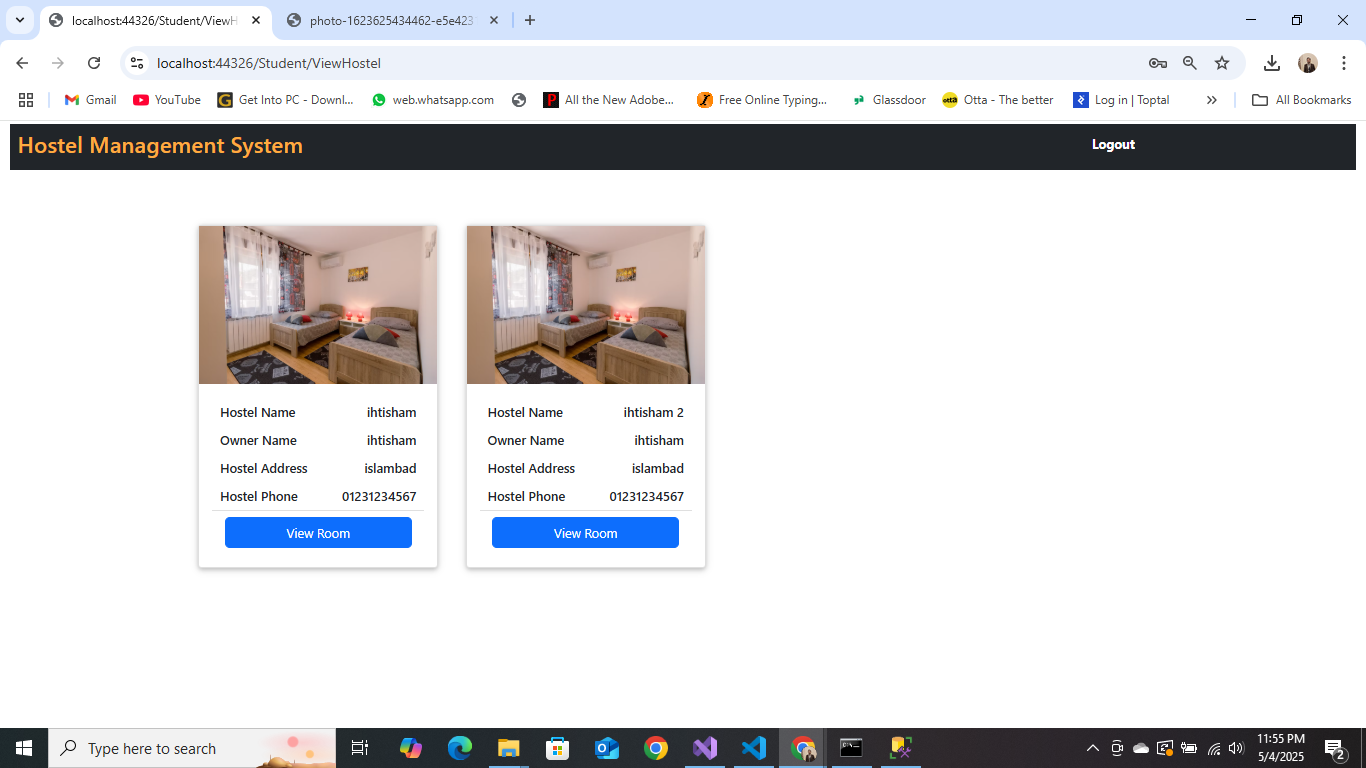 localhost:44326/Student/ViewH
photo-1623625434462-e5e423
localhost:44326/Student/ViewHostel
Gmail
YouTube
Get Into PC - Downl...
web.whatsapp.com
All the New Adobe...
Free Online Typing...
Glassdoor
Otta - The better
Log in | Toptal
All Bookmarks
Hostel Management System
Logout
Hostel Name ihtisham
Owner Name ihtisham
Hostel Address islambad
Hostel Phone 01231234567
View Room
Hostel Name ihtisham 2
Owner Name ihtisham
Hostel Address islambad
Hostel Phone 01231234567
View Room
Type here to search
11:55 PM
5/4/2025
2